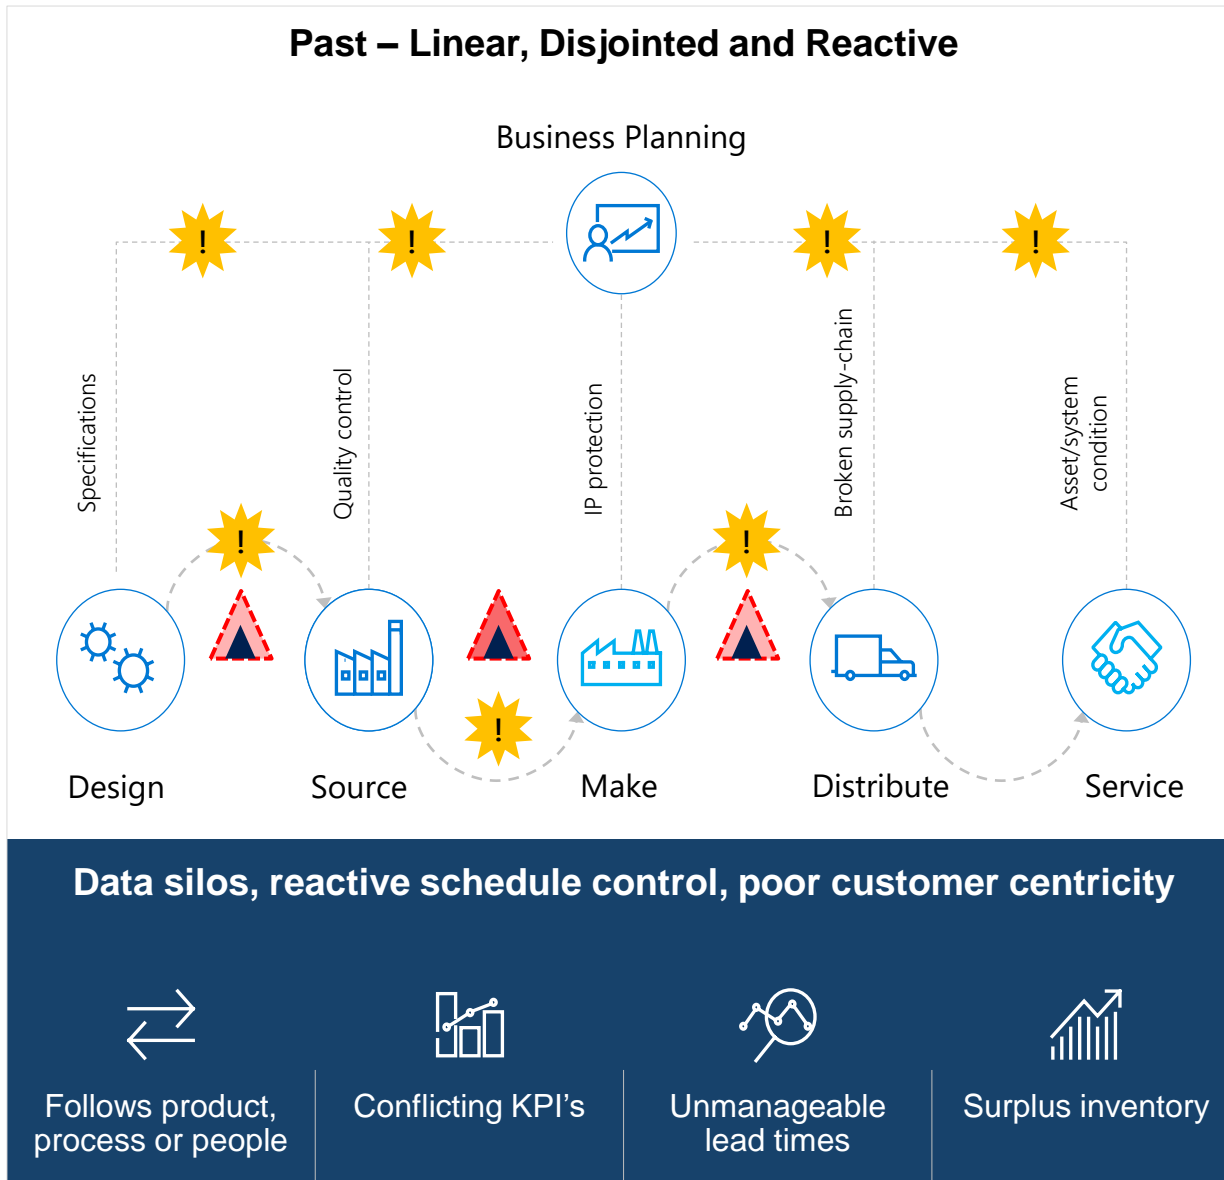 Past – Linear, Disjointed and Reactive
Business Planning
!
!
!
!
Specifications
Quality control
IP protection
Broken supply-chain
Asset/system
condition
!
!
!
Design
Source
Make
Distribute
Service
Data silos, reactive schedule control, poor customer centricity
Follows product,
process or people
Conflicting KPI's
Unmanageable
lead times
Surplus inventory